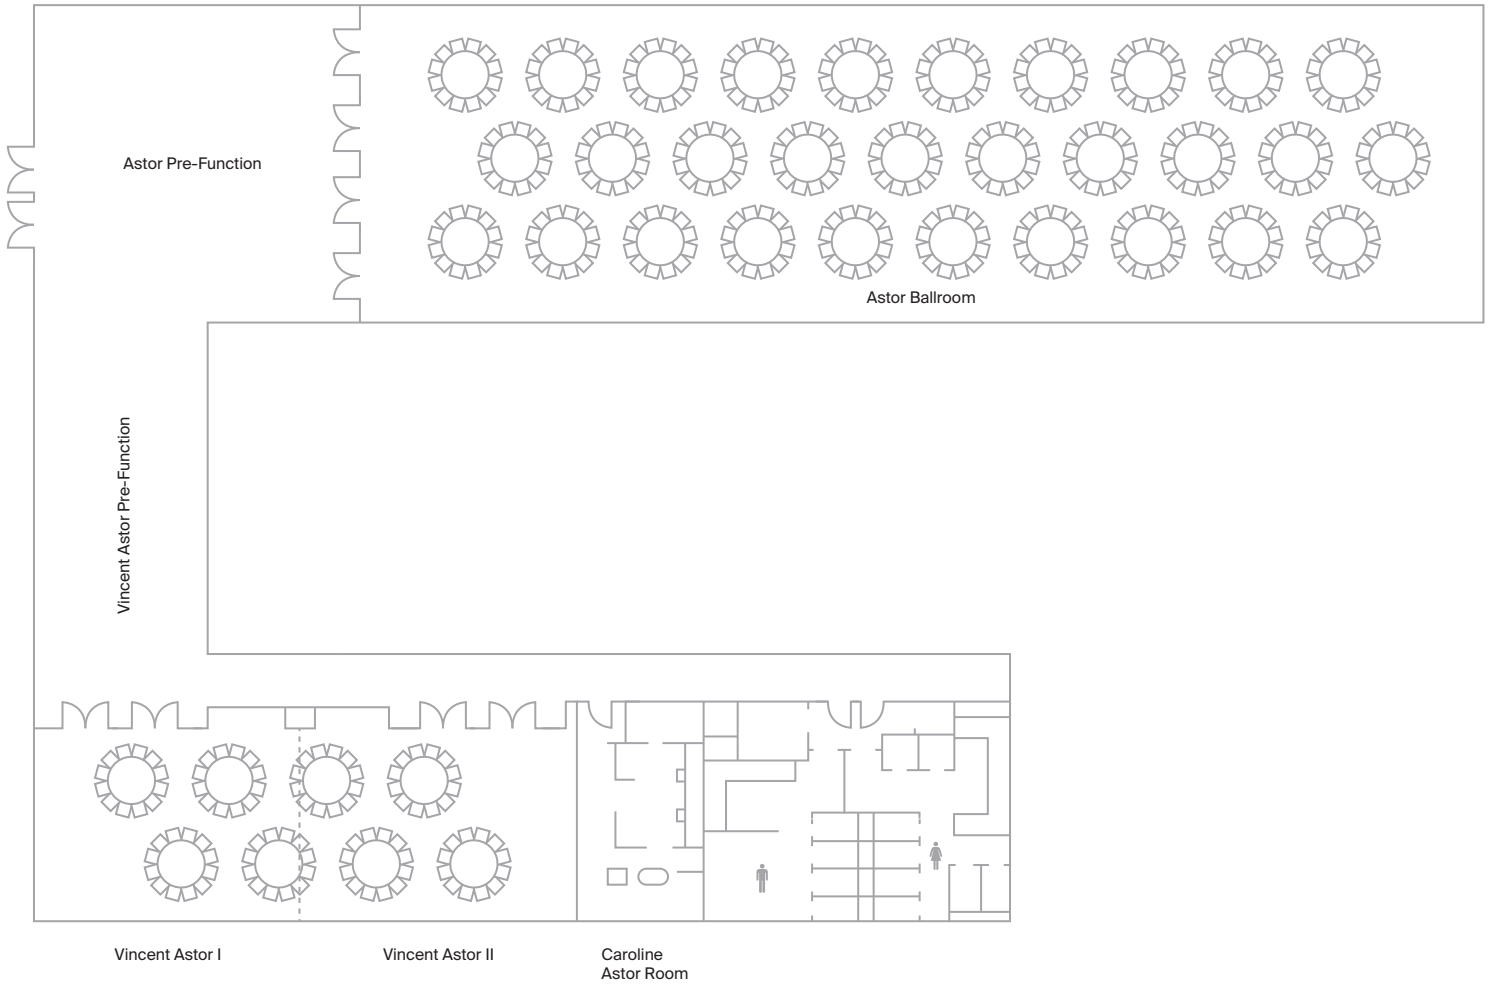 Astor Pre-Function
Astor Ballroom
Vincent Astor Pre-Function
Vincent Astor I
Vincent Astor II
Caroline
Astor Room